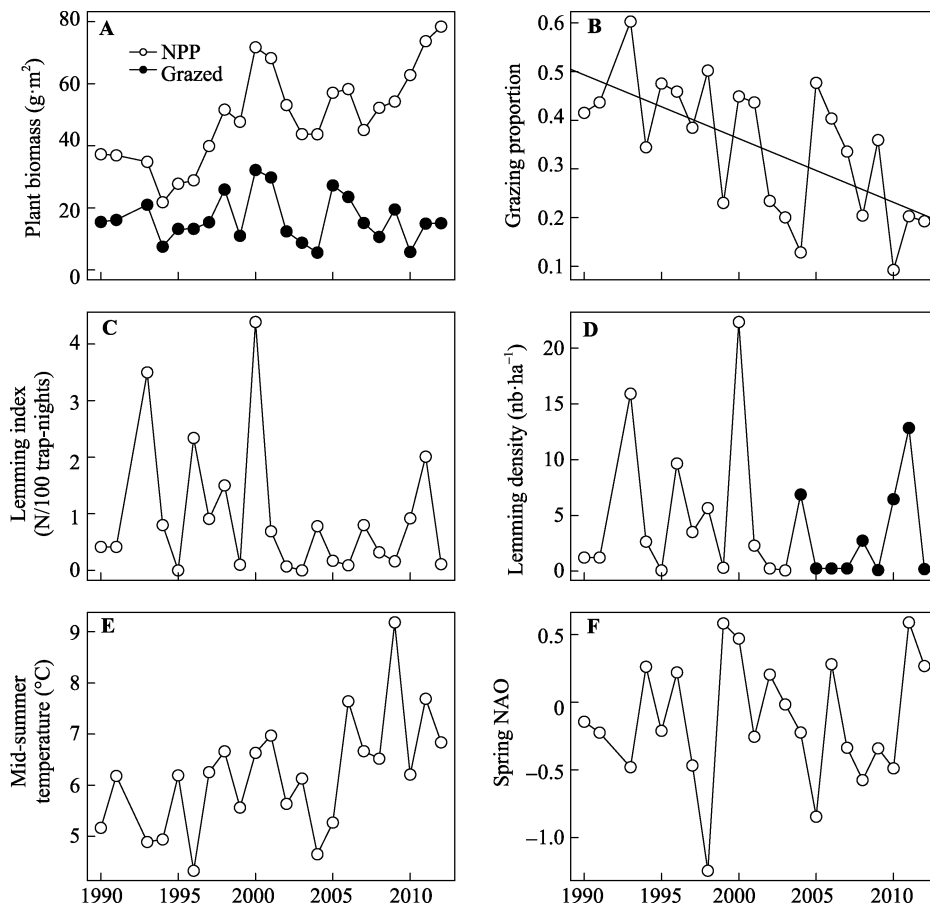 A
NPP
Grazed
Plant biomass (g·m²)
80
60
40
20
0
B
Grazing proportion
0.6
0.5
0.4
0.3
0.2
0.1
C
Lemming index
(N/100 trap-nights)
4
3
2
1
0
D
Lemming density (nb·ha⁻¹)
20
15
10
5
0
E
Mid-summer
temperature (°C)
9
8
7
6
5
1990 1995 2000 2005 2010
F
Spring NAO
0.5
0
−0.5
−1.0
1990 1995 2000 2005 2010